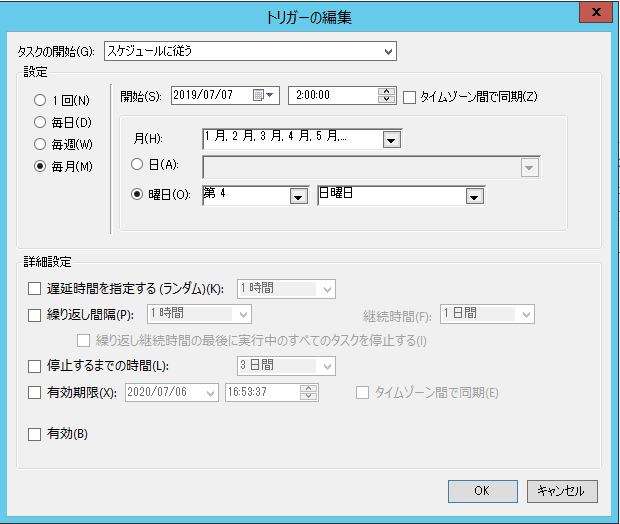 トリガーの編集
x
タスクの開始(G): スケジュールに従う
設定
1回(N)
毎日(D)
毎週(W)
毎月(M)
開始(S): 2019/07/07 2:00:00 タイムゾーン間で同期(Z)
月(H): 1月, 2月, 3月, 4月, 5月,...
日(A):
曜日(O): 第 4 日曜日
詳細設定
遅延時間を指定する (ランダム)(K): 1時間
繰り返し間隔(P): 1時間 継続時間(F): 1日間
繰り返し継続時間の最後に実行中のすべてのタスクを停止する(I)
停止するまでの時間(L): 3日間
有効期限(X): 2020/07/06 16:53:37 タイムゾーン間で同期(E)
有効(B)
OK キャンセル